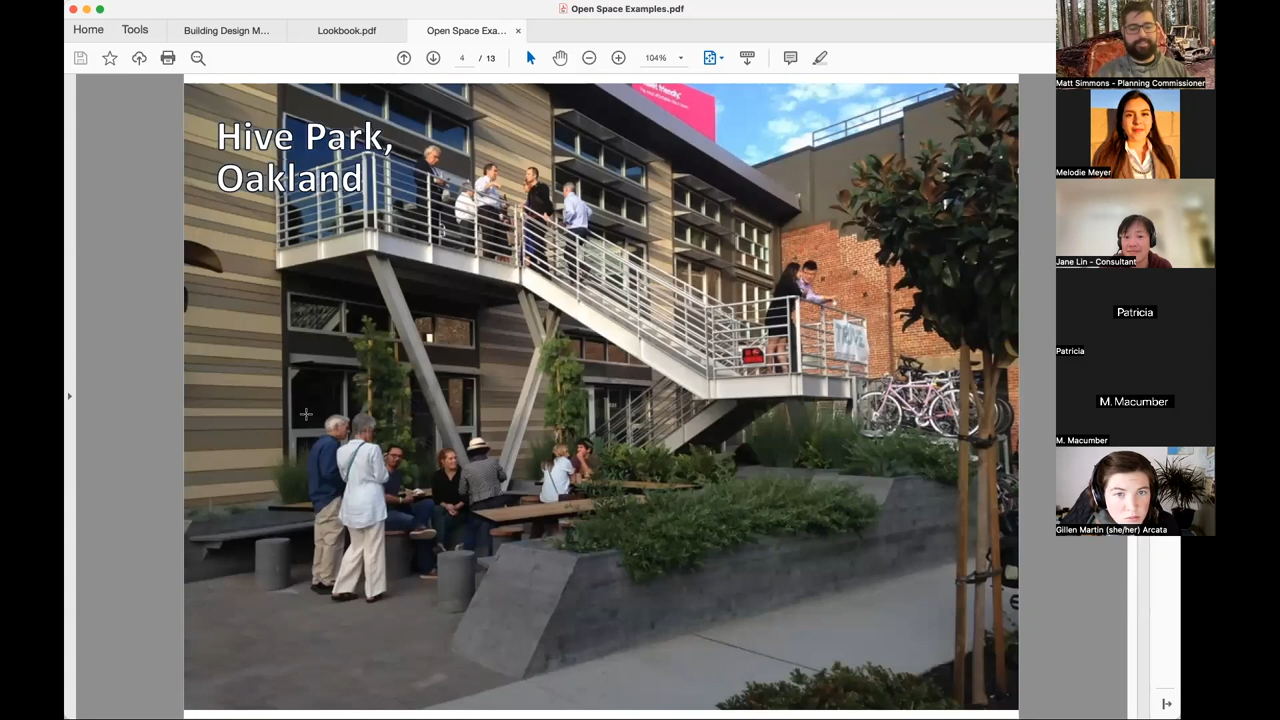 Open Space Examples.pdf
Home
Tools
Building Design M...
Lookbook.pdf
Open Space Exa...
4 / 13
104%
Hive Park,
Oakland
Matt Simmons - Planning Commissioner
Melodie Meyer
Jane Lin - Consultant
Patricia
Patricia
M. Macumber
M. Macumber
Gillen Martin (she/her) Arcata